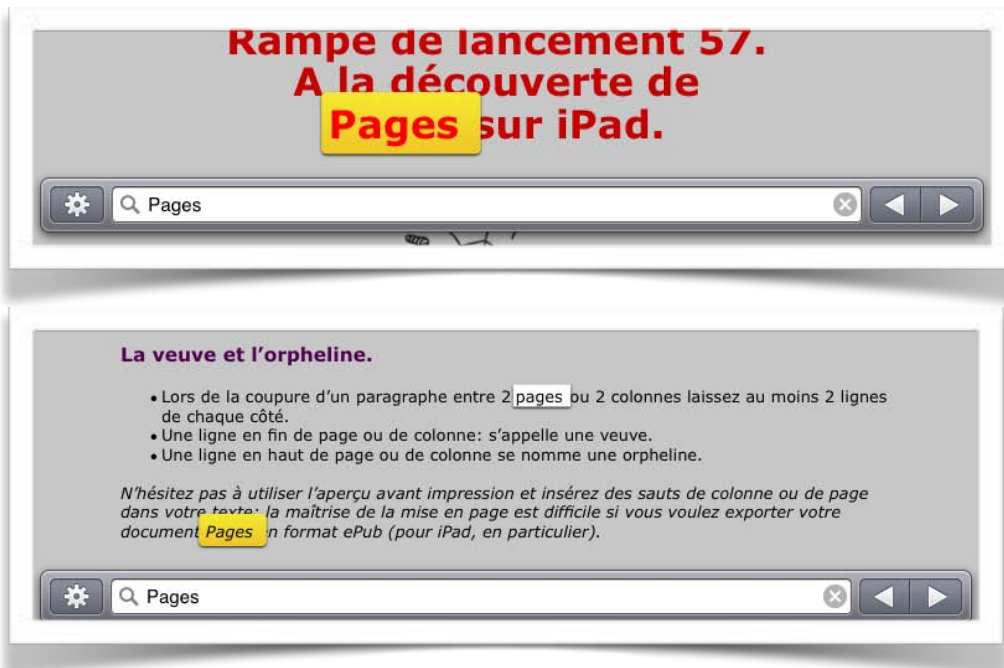 Rampe de lancement 57.
A la découverte de
Pages sur iPad.
Pages
La veuve et l’orpheline.
• Lors de la coupure d’un paragraphe entre 2 pages ou 2 colonnes laissez au moins 2 lignes
de chaque côté.
• Une ligne en fin de page ou de colonne: s’appelle une veuve.
• Une ligne en haut de page ou de colonne se nomme une orpheline.
N’hésitez pas à utiliser l’aperçu avant impression et insérez des sauts de colonne ou de page
dans votre texte: la maîtrise de la mise en page est difficile si vous voulez exporter votre
document Pages en format ePub (pour iPad, en particulier).
Pages